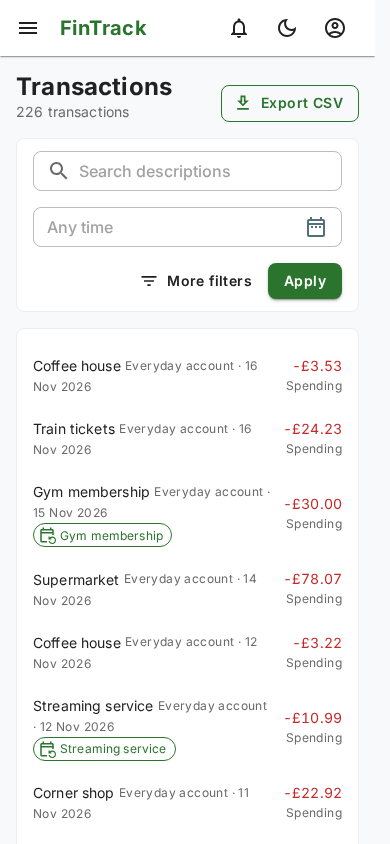 FinTrack
Transactions
226 transactions
Export CSV
Search descriptions
Any time
More filters
Apply
Coffee house Everyday account · 16
Nov 2026
-£3.53
Spending
Train tickets Everyday account · 16
Nov 2026
-£24.23
Spending
Gym membership Everyday account ·
15 Nov 2026
Gym membership
-£30.00
Spending
Supermarket Everyday account · 14
Nov 2026
-£78.07
Spending
Coffee house Everyday account · 12
Nov 2026
-£3.22
Spending
Streaming service Everyday account
· 12 Nov 2026
Streaming service
-£10.99
Spending
Corner shop Everyday account · 11
Nov 2026
-£22.92
Spending